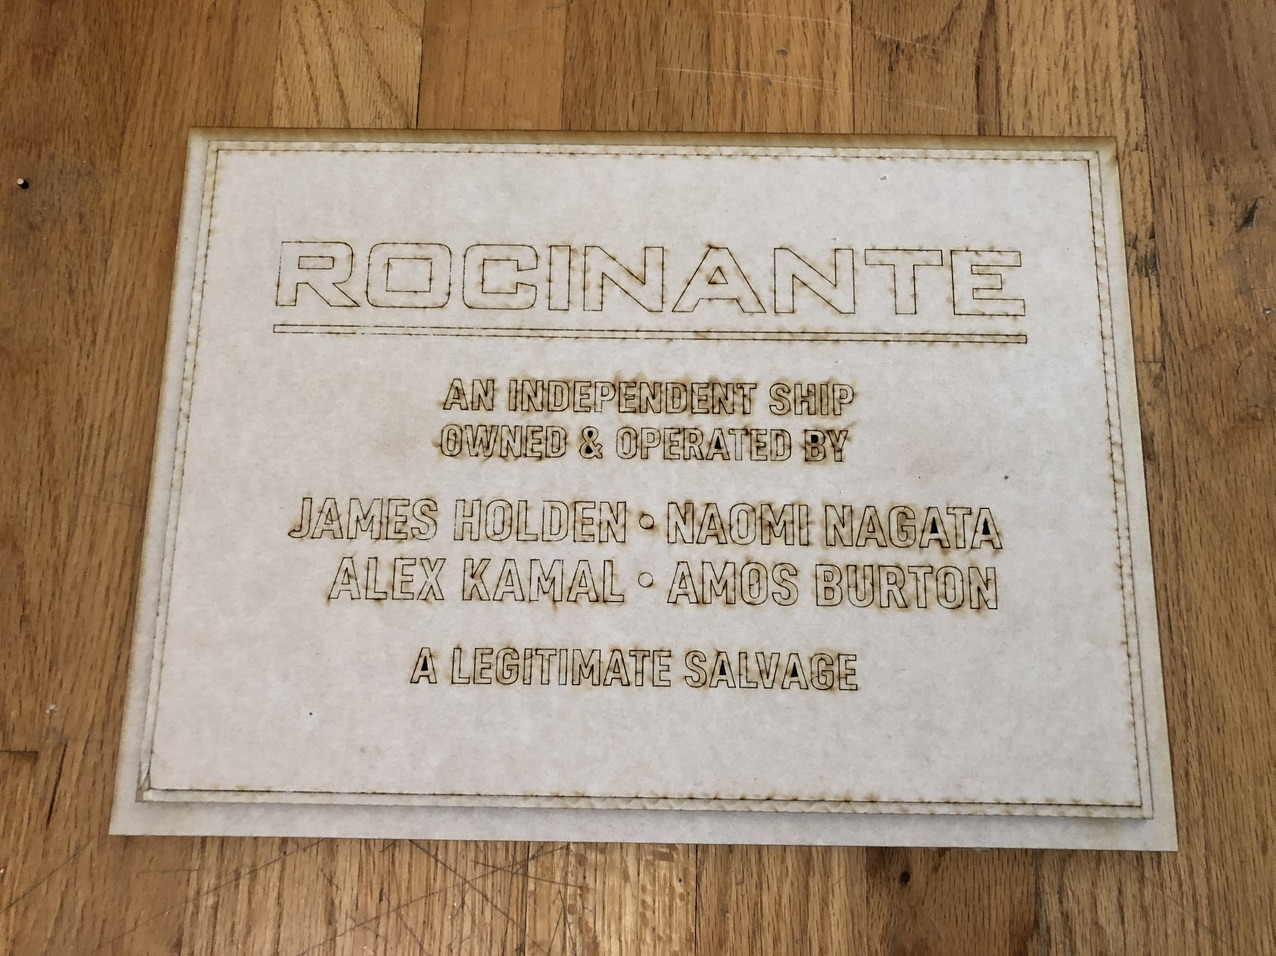 ROCINANTE
AN INDEPENDENT SHIP
OWNED & OPERATED BY
JAMES HOLDEN • NAOMI NAGATA
ALEX KAMAL • AMOS BURTON
A LEGITIMATE SALVAGE